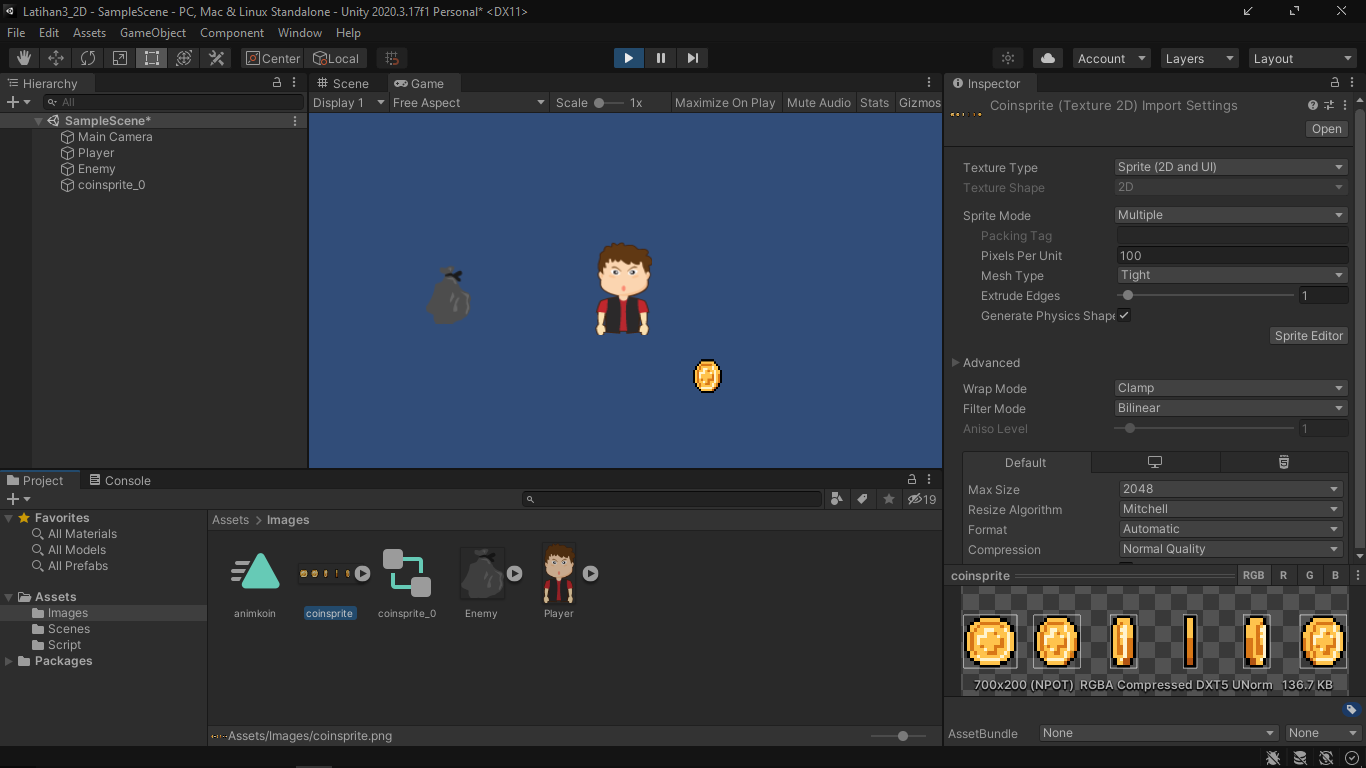 Latihan3_2D - SampleScene - PC, Mac & Linux Standalone - Unity 2020.3.17f1 Personal* <DX11>
File Edit Assets GameObject Component Window Help
Center Local Account Layers Layout
Hierarchy
All
SampleScene*
Main Camera
Player
Enemy
coinsprite_0
Scene Game
Display 1 Free Aspect Scale 1x Maximize On Play Mute Audio Stats Gizmos
Inspector
Coinsprite (Texture 2D) Import Settings
Open
Texture Type Sprite (2D and UI)
Texture Shape 2D
Sprite Mode Multiple
Packing Tag
Pixels Per Unit 100
Mesh Type Tight
Extrude Edges 1
Generate Physics Shape
Sprite Editor
Advanced
Wrap Mode Clamp
Filter Mode Bilinear
Aniso Level 1
Default
Max Size 2048
Resize Algorithm Mitchell
Format Automatic
Compression Normal Quality
coinsprite RGB R G B
700x200 (NPOT) RGBA Compressed DXT5 UNorm 136.7 KB
AssetBundle None None
Project Console
19
Favorites
All Materials
All Models
All Prefabs
Assets
Images
Scenes
Script
Packages
Assets > Images
animkoin coinsprite coinsprite_0 Enemy Player
Assets/Images/coinsprite.png